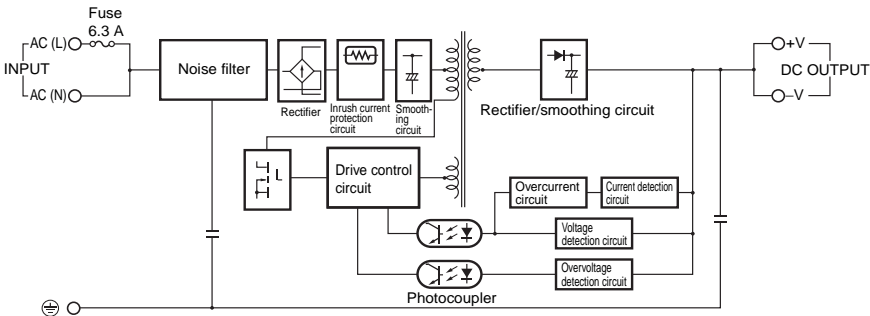 Fuse
6.3 A
AC (L)
INPUT
AC (N)
Noise filter
Rectifier
Inrush current
protection
circuit
Smooth-
ing
circuit
Rectifier/smoothing circuit
+V
DC OUTPUT
–V
Drive control
circuit
Overcurrent
circuit
Current detection
circuit
Voltage
detection circuit
Overvoltage
detection circuit
Photocoupler